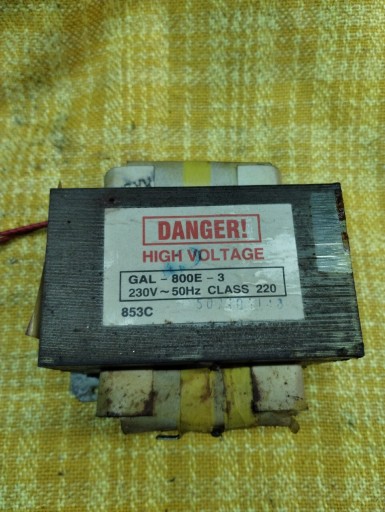 DANGER!
HIGH VOLTAGE
GAL - 800E - 3
230V ~ 50Hz CLASS 220
853C